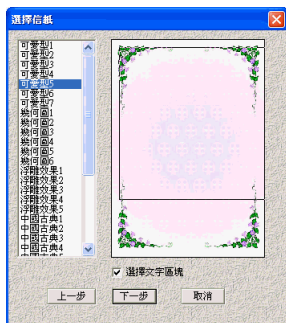 選擇信紙
可愛型1
可愛型2
可愛型3
可愛型4
可愛型5
可愛型6
可愛型7
幾何圖1
幾何圖2
幾何圖3
幾何圖4
幾何圖5
幾何圖6
浮雕效果1
浮雕效果2
浮雕效果3
浮雕效果4
浮雕效果5
中國古典1
中國古典2
中國古典3
中國古典4
中國古典5
選擇文字區塊
上一步
下一步
取消